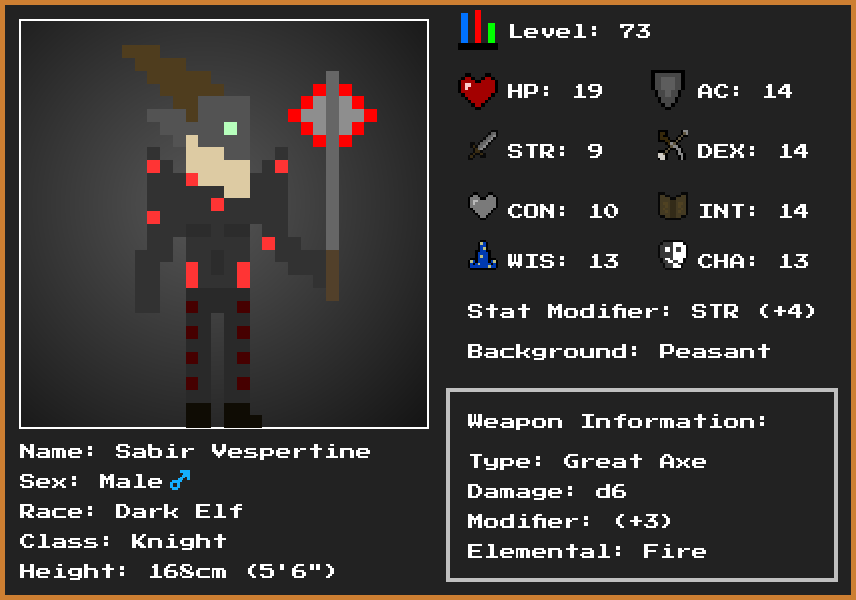 Level: 73
HP: 19 AC: 14
STR: 9 DEX: 14
CON: 10 INT: 14
WIS: 13 CHA: 13
Stat Modifier: STR (+4)
Background: Peasant
Weapon Information:
Type: Great Axe
Damage: d6
Modifier: (+3)
Elemental: Fire
Name: Sabir Vespertine
Sex: Male ♂
Race: Dark Elf
Class: Knight
Height: 168cm (5'6")